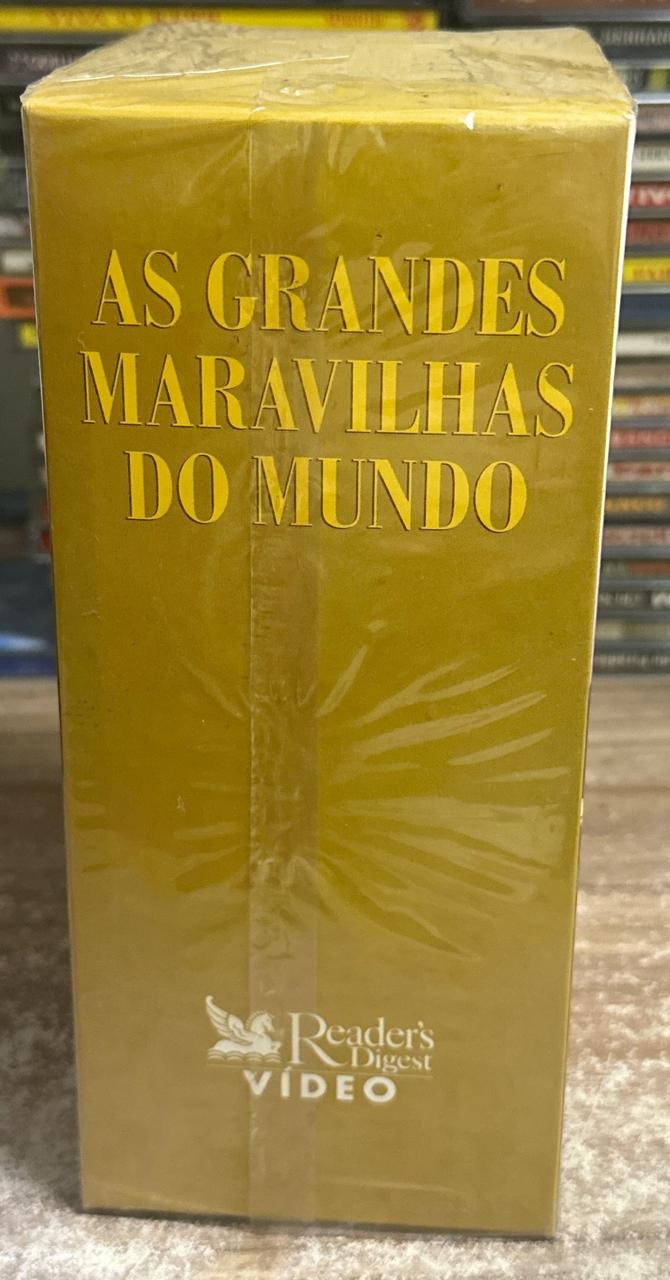 AS GRANDES
MARAVILHAS
DO MUNDO
Reader's
Digest
VÍDEO